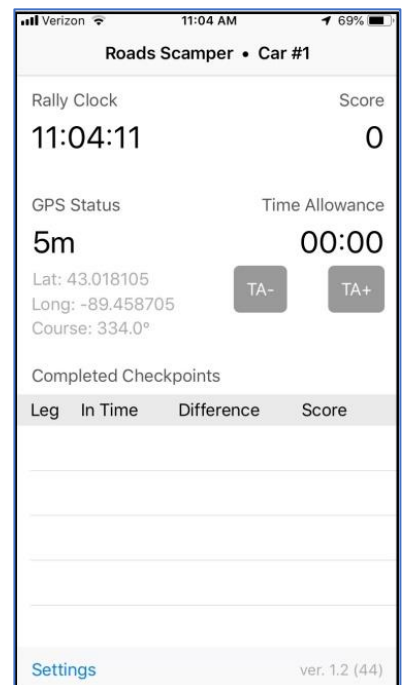 Verizon 11:04 AM 69%
Roads Scamper • Car #1
Rally Clock Score
11:04:11 0
GPS Status Time Allowance
5m 00:00
Lat: 43.018105
Long: -89.458705
Course: 334.0°
TA- TA+
Completed Checkpoints
Leg In Time Difference Score
Settings ver. 1.2 (44)